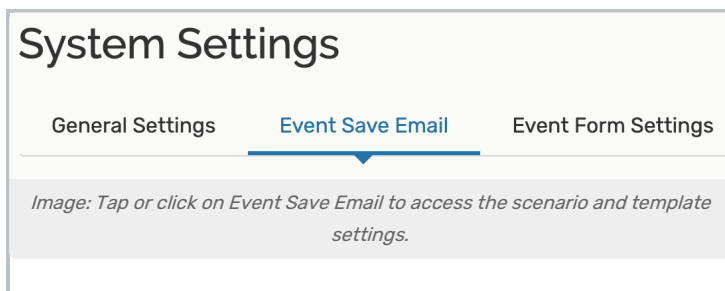 System Settings
General Settings Event Save Email Event Form Settings
Image: Tap or click on Event Save Email to access the scenario and template
settings.